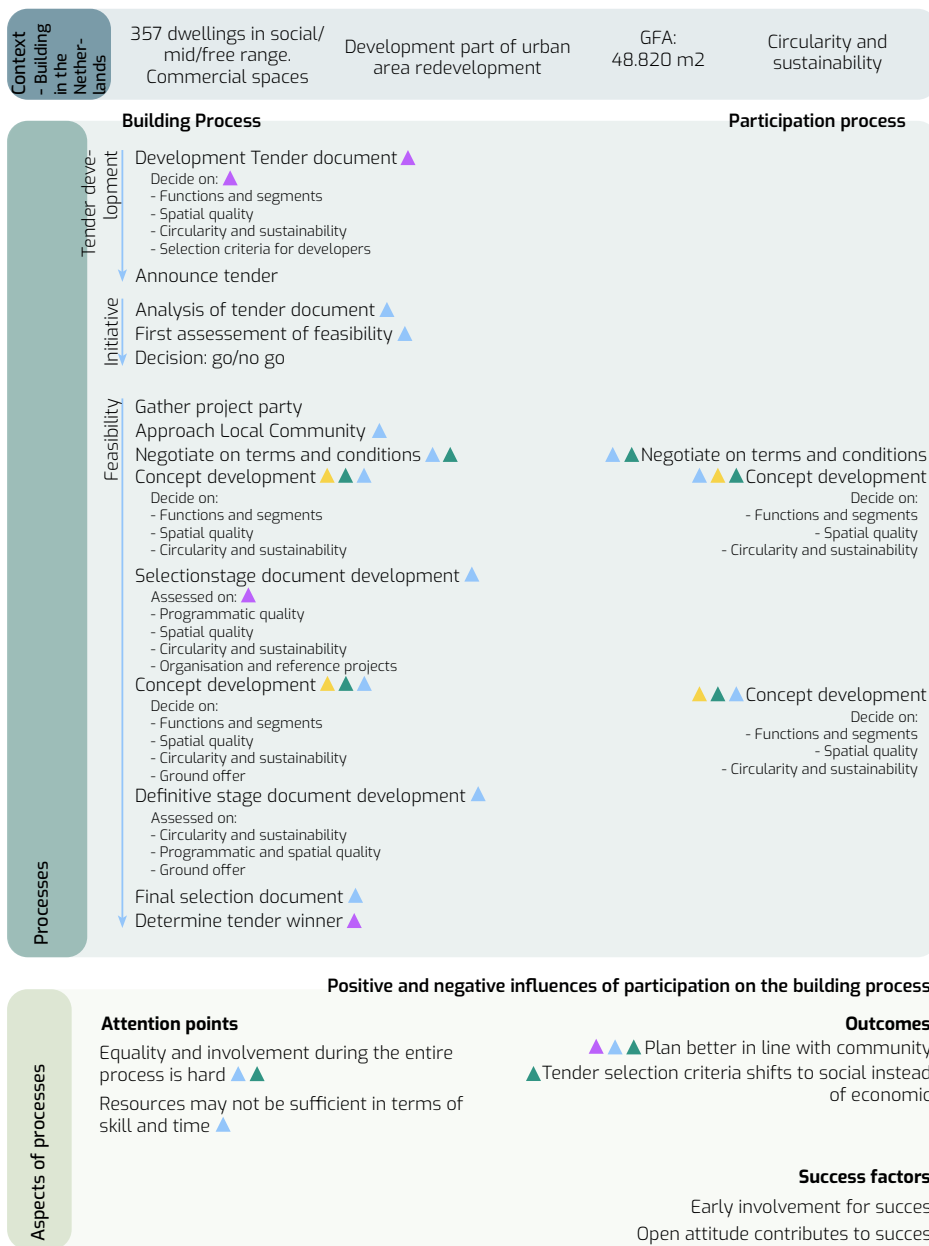 Context
- Building
in the
Nether-
lands
357 dwellings in social/
mid/free range.
Commercial spaces
Development part of urban
area redevelopment
GFA:
48.820 m2
Circularity and
sustainability
Building Process
Participation process
Processes
Tender deve-
lopment
Development Tender document
Decide on:
- Functions and segments
- Spatial quality
- Circularity and sustainability
- Selection criteria for developers
Announce tender
Initiative
Analysis of tender document
First assessement of feasibility
Decision: go/no go
Feasibility
Gather project party
Approach Local Community
Negotiate on terms and conditions
Negotiate on terms and conditions
Concept development
Decide on:
- Functions and segments
- Spatial quality
- Circularity and sustainability
Concept development
Decide on:
- Functions and segments
- Spatial quality
- Circularity and sustainability
Selectionstage document development
Assessed on:
- Programmatic quality
- Spatial quality
- Circularity and sustainability
- Organisation and reference projects
Concept development
Decide on:
- Functions and segments
- Spatial quality
- Circularity and sustainability
- Ground offer
Concept development
Decide on:
- Functions and segments
- Spatial quality
- Circularity and sustainability
Definitive stage document development
Assessed on:
- Circularity and sustainability
- Programmatic and spatial quality
- Ground offer
Final selection document
Determine tender winner
Positive and negative influences of participation on the building process
Aspects of processes
Attention points
Equality and involvement during the entire
process is hard
Resources may not be sufficient in terms of
skill and time
Outcomes
Plan better in line with community
Tender selection criteria shifts to social instead
of economic
Success factors
Early involvement for succes
Open attitude contributes to succes